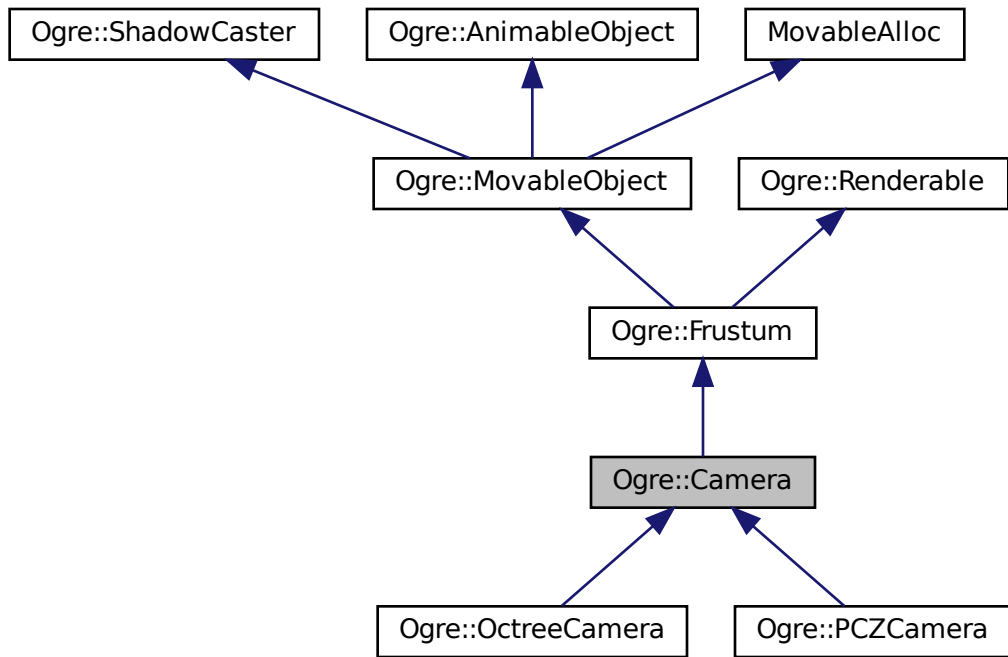 Ogre::ShadowCaster
Ogre::AnimableObject
MovableAlloc
Ogre::MovableObject
Ogre::Renderable
Ogre::Frustum
Ogre::Camera
Ogre::OctreeCamera
Ogre::PCZCamera